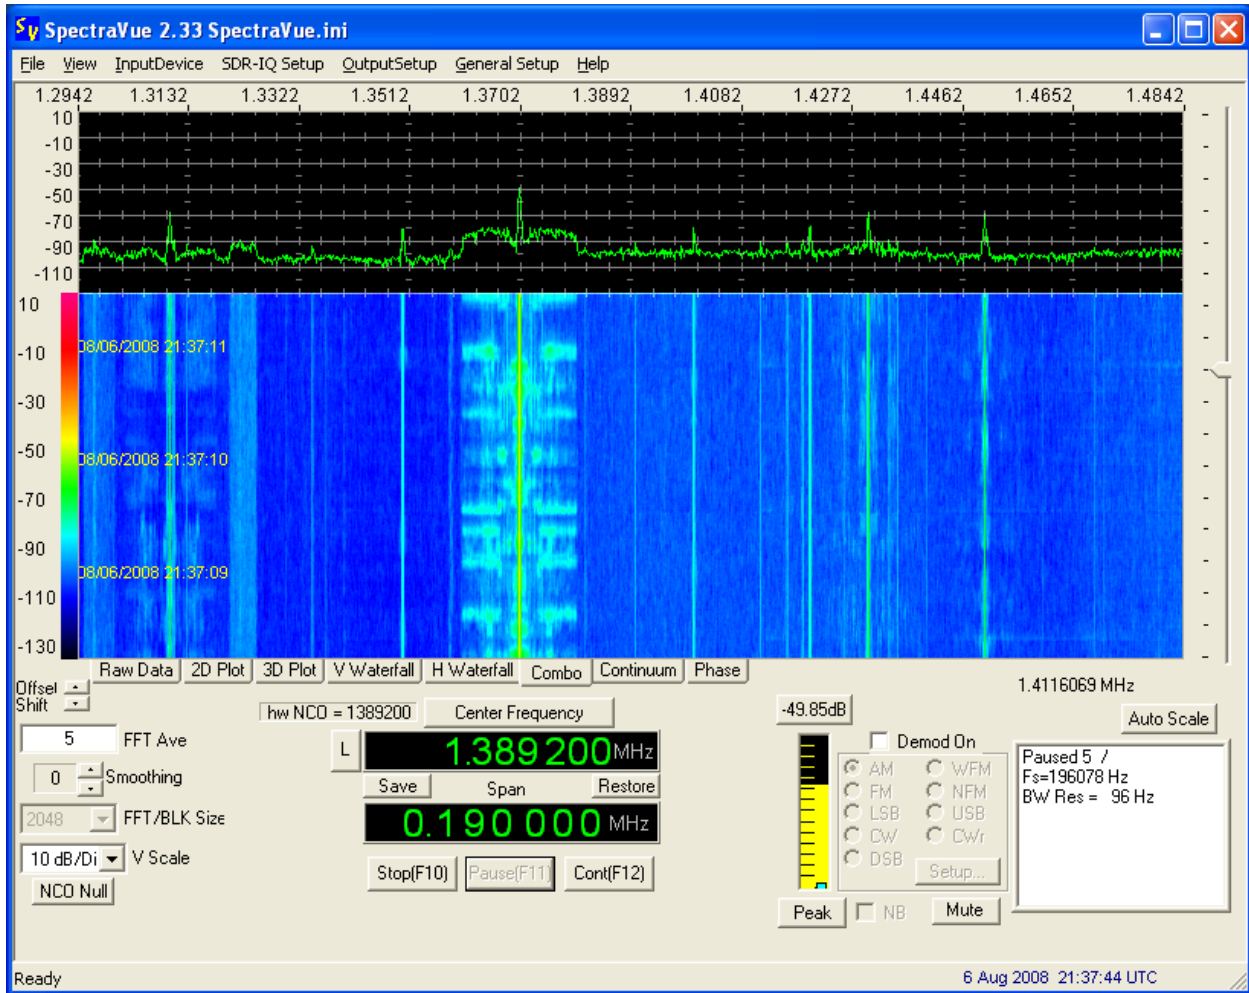 SpectraVue 2.33 SpectraVue.ini
File View InputDevice SDR-IQ Setup OutputSetup General Setup Help
1.2942 1.3132 1.3322 1.3512 1.3702 1.3892 1.4082 1.4272 1.4462 1.4652 1.4842
10
-10
-30
-50
-70
-90
-110
10
-10
-30
-50
-70
-90
-110
-130
08/06/2008 21:37:11
08/06/2008 21:37:10
08/06/2008 21:37:09
Raw Data 2D Plot 3D Plot V Waterfall H Waterfall Combo Continuum Phase
Offset
Shift
1.4116069 MHz
hw NCO = 1389200 Center Frequency -49.85dB Auto Scale
5 FFT Ave
L 1.389 200 MHz
Demod On
0 Smoothing
Save Span Restore
2048 FFT/BLK Size
0.190 000 MHz
10 dB/Di V Scale
NCO Null
Stop(F10) Pause(F11) Cont(F12)
AM WFM
FM NFM
LSB USB
CW CWr
DSB
Setup...
Peak NB Mute
Paused 5 /
Fs=196078 Hz
BW Res = 96 Hz
Ready 6 Aug 2008 21:37:44 UTC